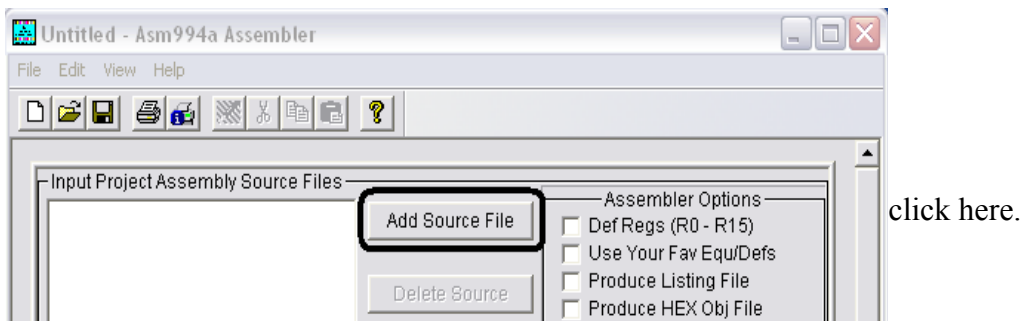 Untitled - Asm994a Assembler
File Edit View Help
Input Project Assembly Source Files
Add Source File
Delete Source
Assembler Options
Def Regs (R0 - R15)
Use Your Fav Equ/Defs
Produce Listing File
Produce HEX Obj File
click here.